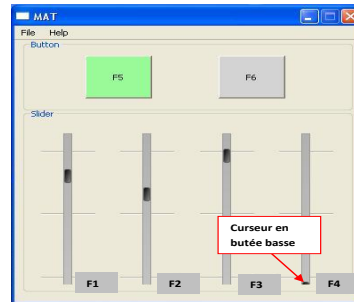 MAT
File Help
Button
F5 F6
Slider
Curseur en
butée basse
F1 F2 F3 F4